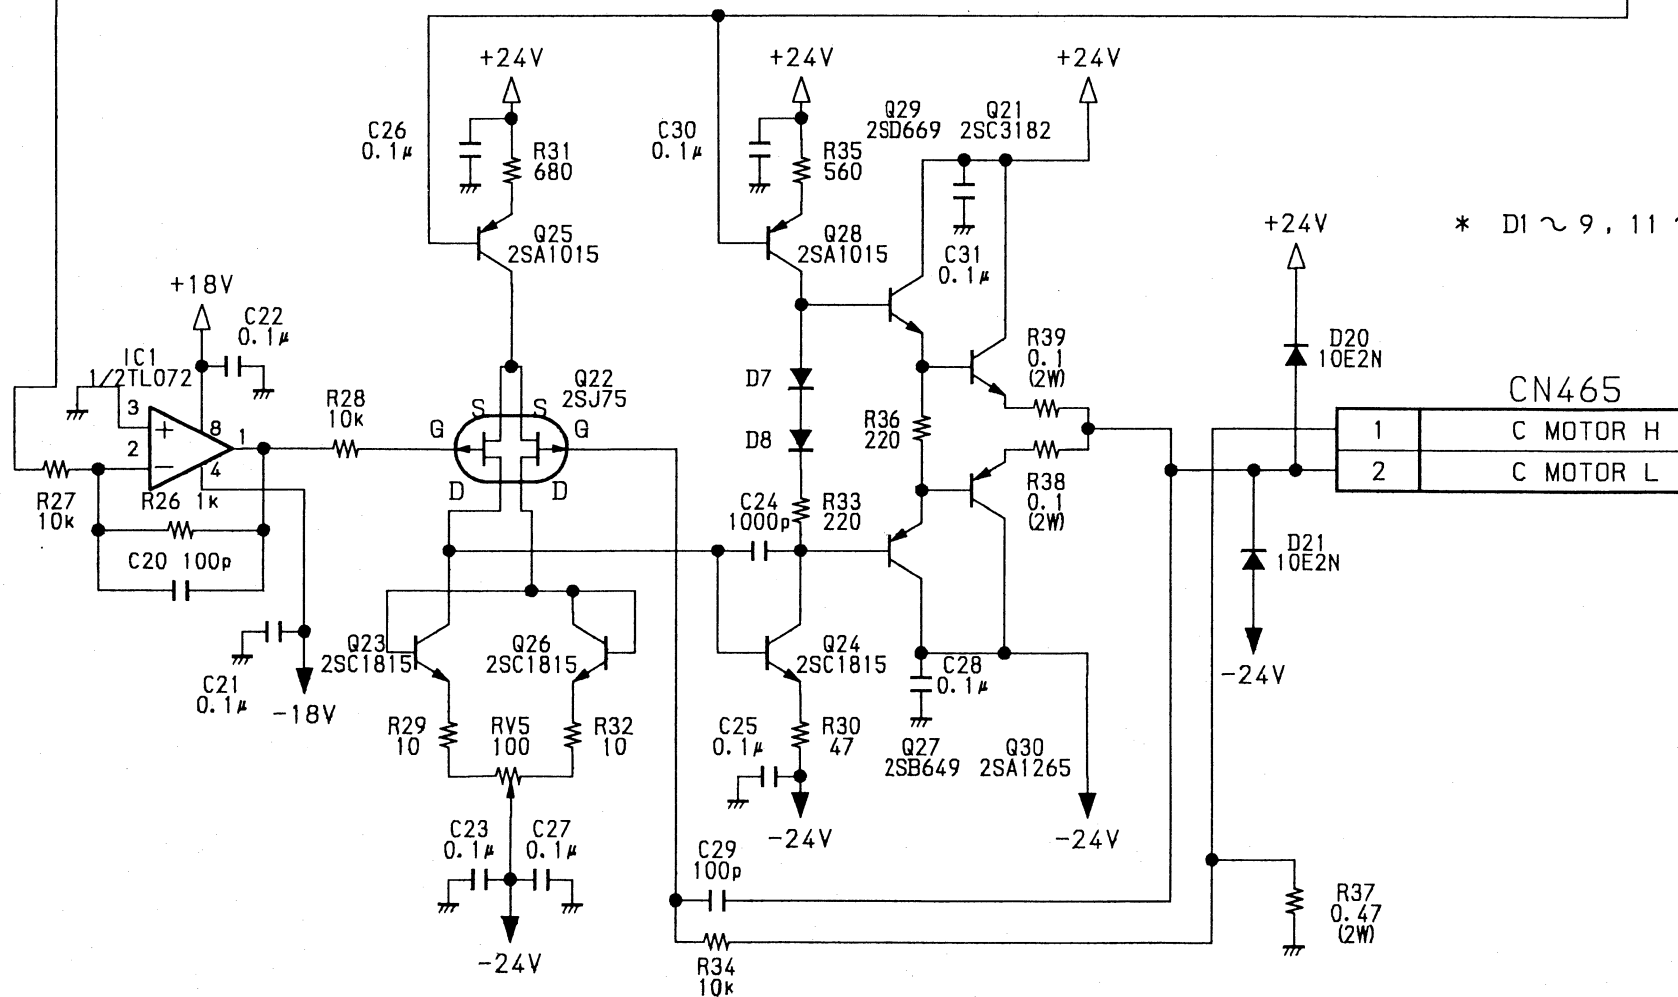 +24V
+24V
+24V
C26
0.1µ
R31
680
C30
0.1µ
R35
560
Q29
2SD669
Q21
2SC3182
Q25
2SA1015
Q28
2SA1015
C31
0.1µ
+24V
* D1 ~ 9, 11
+18V
C22
0.1µ
IC1
1/2TL072
3
2
8
1
4
+
−
R28
10k
Q22
2SJ75
S
S
G
G
D
D
D7
D8
R39
0.1
(2W)
R36
220
D20
10E2N
CN465
1
C MOTOR H
2
C MOTOR L
R27
10k
R26 1k
C20 100p
C24
1000p
R33
220
R38
0.1
(2W)
D21
10E2N
C21
0.1µ
-18V
Q23
2SC1815
Q26
2SC1815
Q24
2SC1815
C28
0.1µ
-24V
R29
10
RV5
100
R32
10
C25
0.1µ
R30
47
Q27
2SB649
Q30
2SA1265
C23
0.1µ
C27
0.1µ
-24V
-24V
C29
100p
R37
0.47
(2W)
-24V
R34
10k